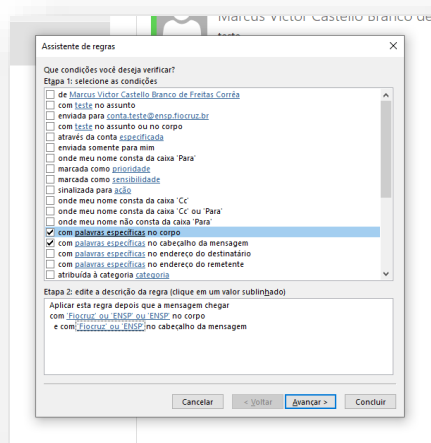 Marcus Victor Castello Branco de
teste
Assistente de regras
Que condições você deseja verificar?
Etapa 1: selecione as condições
de Marcus Victor Castello Branco de Freitas Corrêa
com teste no assunto
enviada para conta.teste@ensp.fiocruz.br
com teste no assunto ou no corpo
através da conta especificada
enviada somente para mim
onde meu nome consta da caixa 'Para'
marcada como prioridade
marcada como sensibilidade
sinalizada para ação
onde meu nome consta da caixa 'Cc'
onde meu nome consta da caixa 'Cc' ou 'Para'
onde meu nome não consta da caixa 'Para'
com palavras específicas no corpo
com palavras específicas no cabeçalho da mensagem
com palavras específicas no endereço do destinatário
com palavras específicas no endereço do remetente
atribuída à categoria categoria
Etapa 2: edite a descrição da regra (clique em um valor sublinhado)
Aplicar esta regra depois que a mensagem chegar
com 'Fiocruz' ou 'ENSP' ou 'ENSP' no corpo
e com 'Fiocruz' ou 'ENSP' no cabeçalho da mensagem
Cancelar < Voltar Avançar > Concluir